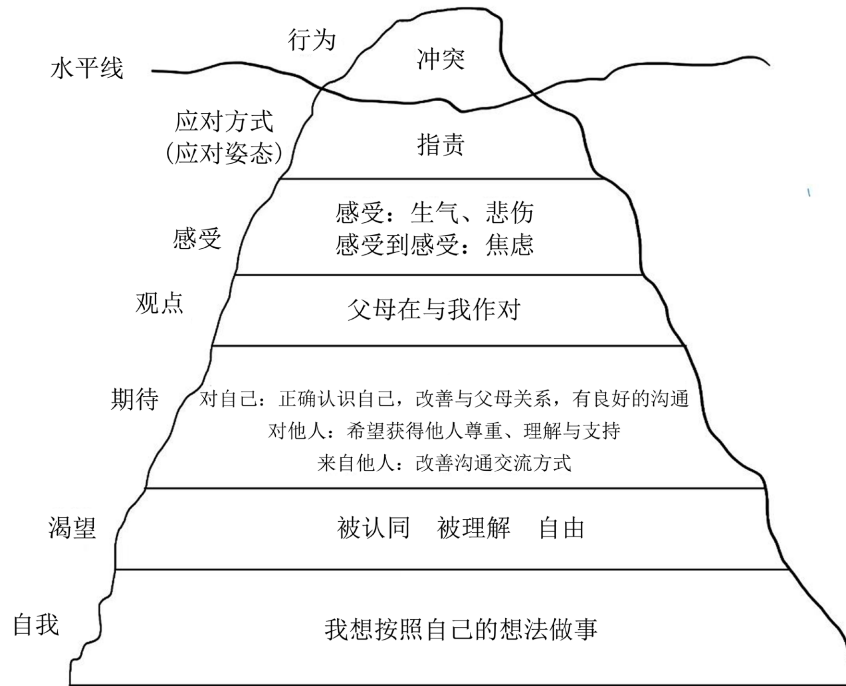 行为
冲突
水平线
应对方式
(应对姿态)
指责
感受
感受：生气、悲伤
感受到感受：焦虑
观点
父母在与我作对
期待
对自己：正确认识自己，改善与父母关系，有良好的沟通
对他人：希望获得他人尊重、理解与支持
来自他人：改善沟通交流方式
渴望
被认同 被理解 自由
自我
我想按照自己的想法做事